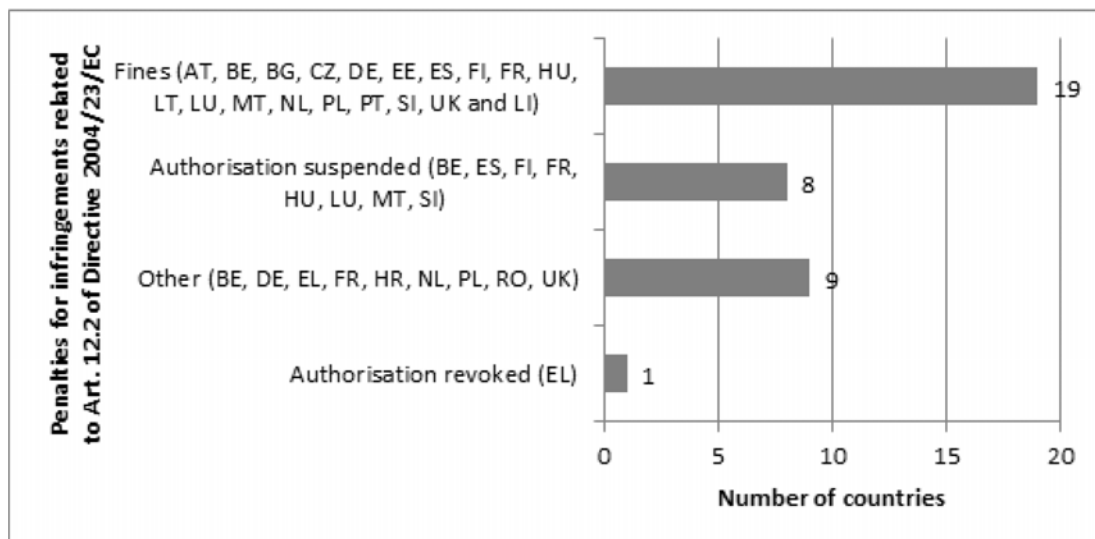 Penalties for infringements related
to Art. 12.2 of Directive 2004/23/EC
Fines (AT, BE, BG, CZ, DE, EE, ES, FI, FR, HU,
LT, LU, MT, NL, PL, PT, SI, UK and LI)
19
Authorisation suspended (BE, ES, FI, FR,
HU, LU, MT, SI)
8
Other (BE, DE, EL, FR, HR, NL, PL, RO, UK)
9
Authorisation revoked (EL)
1
0 5 10 15 20
Number of countries